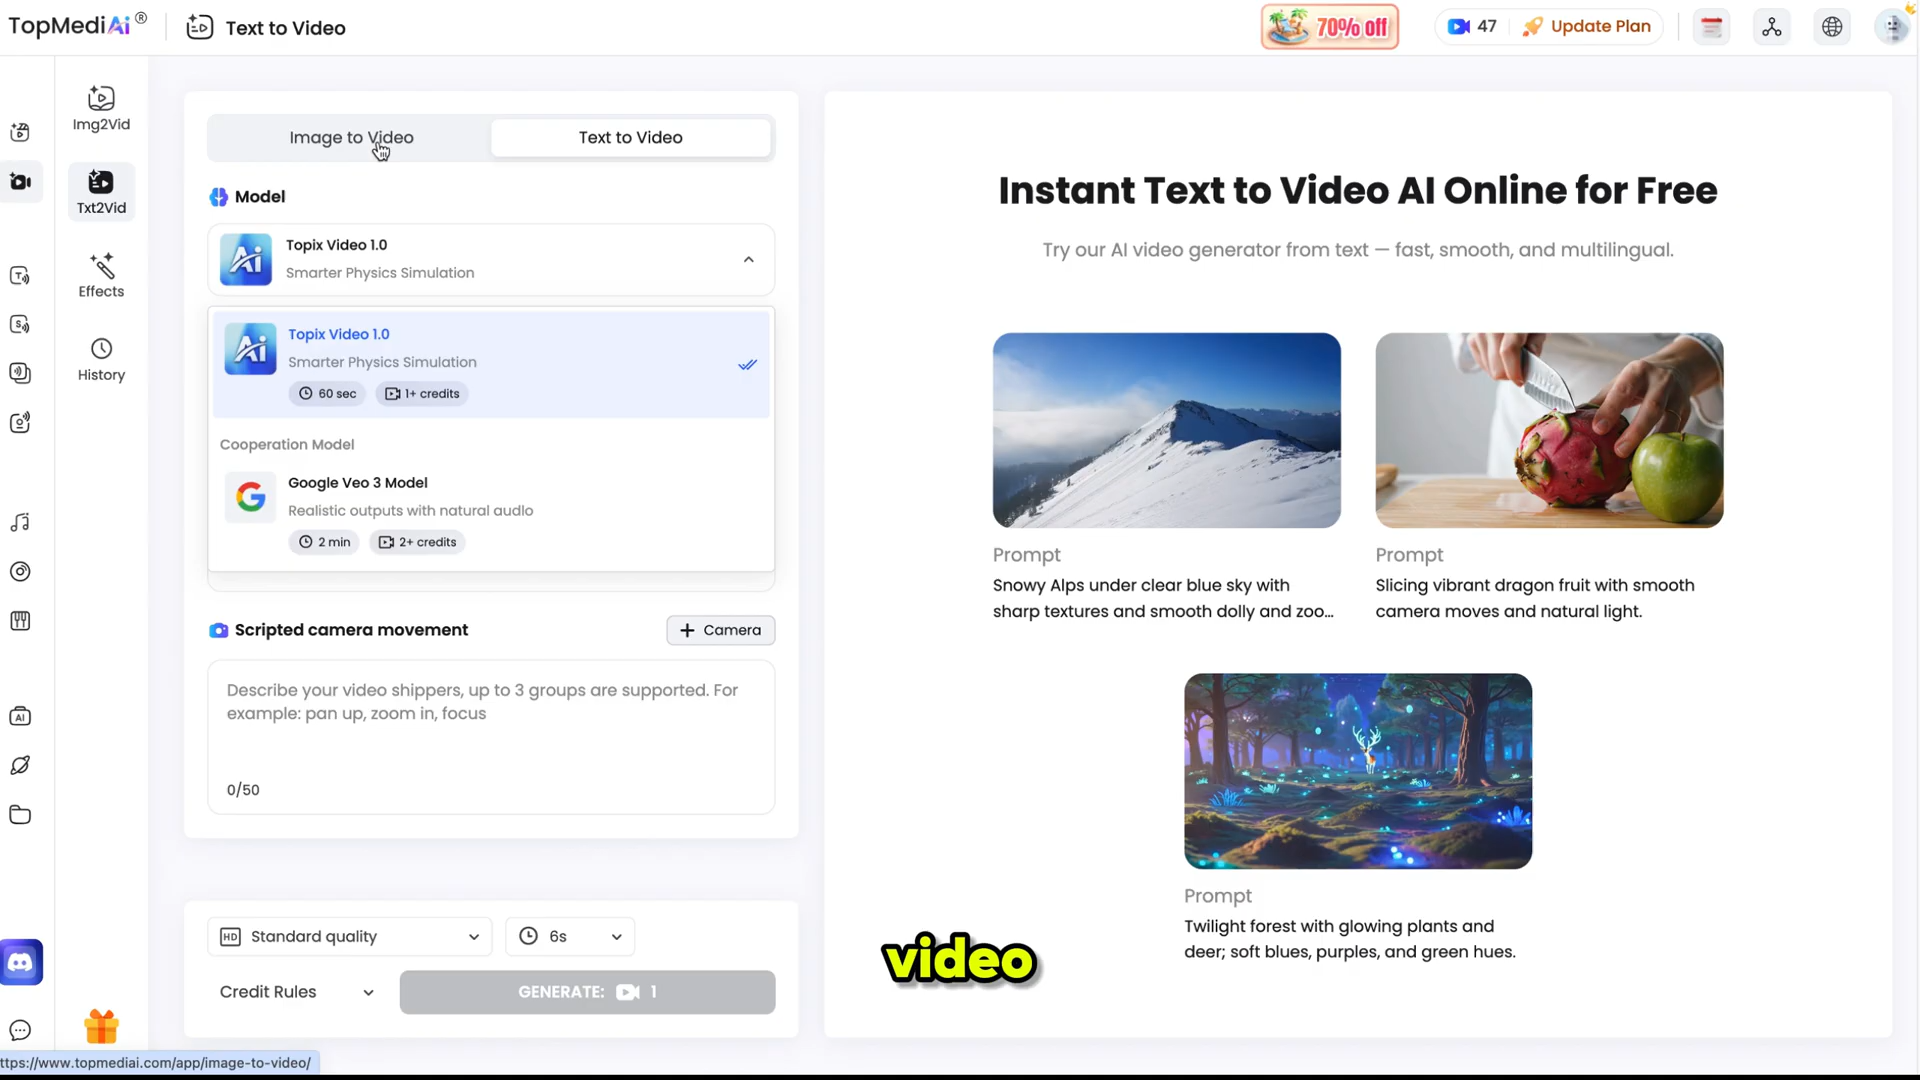 TopMediAi®
Text to Video
70% off
47
Update Plan
Img2Vid
Txt2Vid
Effects
History
Image to Video
Text to Video
Model
Topix Video 1.0
Smarter Physics Simulation
Topix Video 1.0
Smarter Physics Simulation
60 sec
1+ credits
Cooperation Model
Google Veo 3 Model
Realistic outputs with natural audio
2 min
2+ credits
Scripted camera movement
+ Camera
Describe your video shippers, up to 3 groups are supported. For
example: pan up, zoom in, focus
0/50
HD Standard quality
6s
Credit Rules
GENERATE: 1
Instant Text to Video AI Online for Free
Try our AI video generator from text — fast, smooth, and multilingual.
Prompt
Snowy Alps under clear blue sky with
sharp textures and smooth dolly and zoo...
Prompt
Slicing vibrant dragon fruit with smooth
camera moves and natural light.
Prompt
Twilight forest with glowing plants and
deer; soft blues, purples, and green hues.
video
ttps://www.topmediai.com/app/image-to-video/